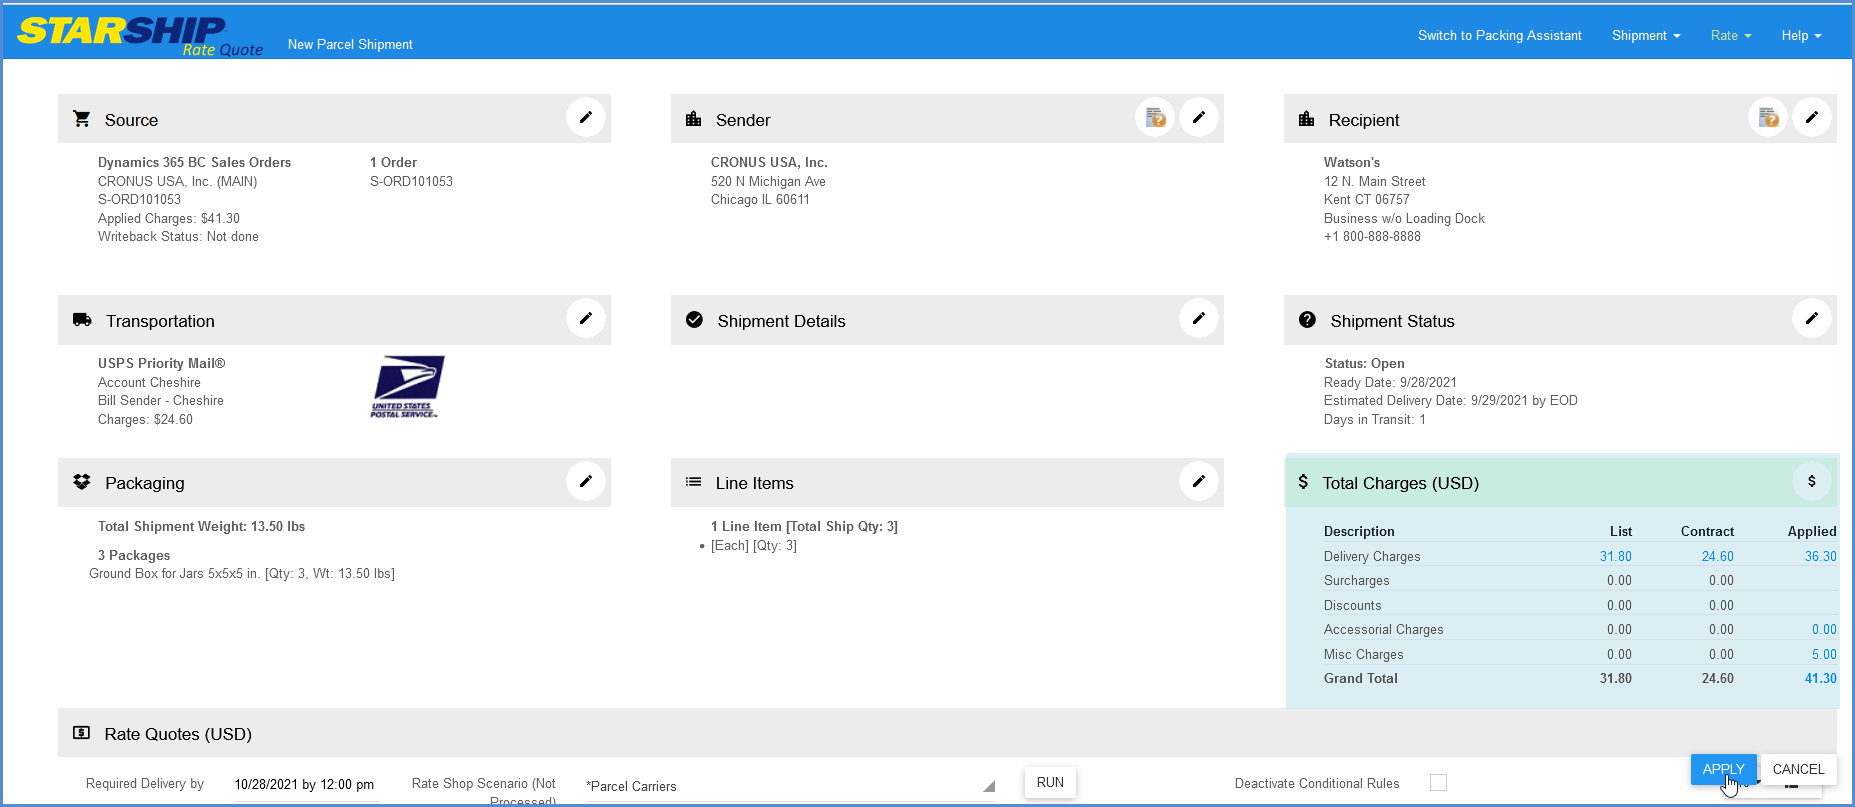 STARSHIP
Rate Quote
New Parcel Shipment
Switch to Packing Assistant
Shipment
Rate
Help
Source
Dynamics 365 BC Sales Orders
CRONUS USA, Inc. (MAIN)
S-ORD101053
Applied Charges: $41.30
Writeback Status: Not done
1 Order
S-ORD101053
Sender
CRONUS USA, Inc.
520 N Michigan Ave
Chicago IL 60611
Recipient
Watson's
12 N. Main Street
Kent CT 06757
Business w/o Loading Dock
+1 800-888-8888
Transportation
USPS Priority Mail®
Account Cheshire
Bill Sender - Cheshire
Charges: $24.60
UNITED STATES
POSTAL SERVICE
Shipment Details
Shipment Status
Status: Open
Ready Date: 9/28/2021
Estimated Delivery Date: 9/29/2021 by EOD
Days in Transit: 1
Packaging
Total Shipment Weight: 13.50 lbs
3 Packages
Ground Box for Jars 5x5x5 in. [Qty: 3, Wt: 13.50 lbs]
Line Items
1 Line Item [Total Ship Qty: 3]
• [Each] [Qty: 3]
$ Total Charges (USD) $
Description List Contract Applied
Delivery Charges 31.80 24.60 36.30
Surcharges 0.00 0.00
Discounts 0.00 0.00
Accessorial Charges 0.00 0.00 0.00
Misc Charges 0.00 0.00 5.00
Grand Total 31.80 24.60 41.30
Rate Quotes (USD)
Required Delivery by 10/28/2021 by 12:00 pm
Rate Shop Scenario (Not
Processed)
*Parcel Carriers
RUN
Deactivate Conditional Rules
APPLY
CANCEL